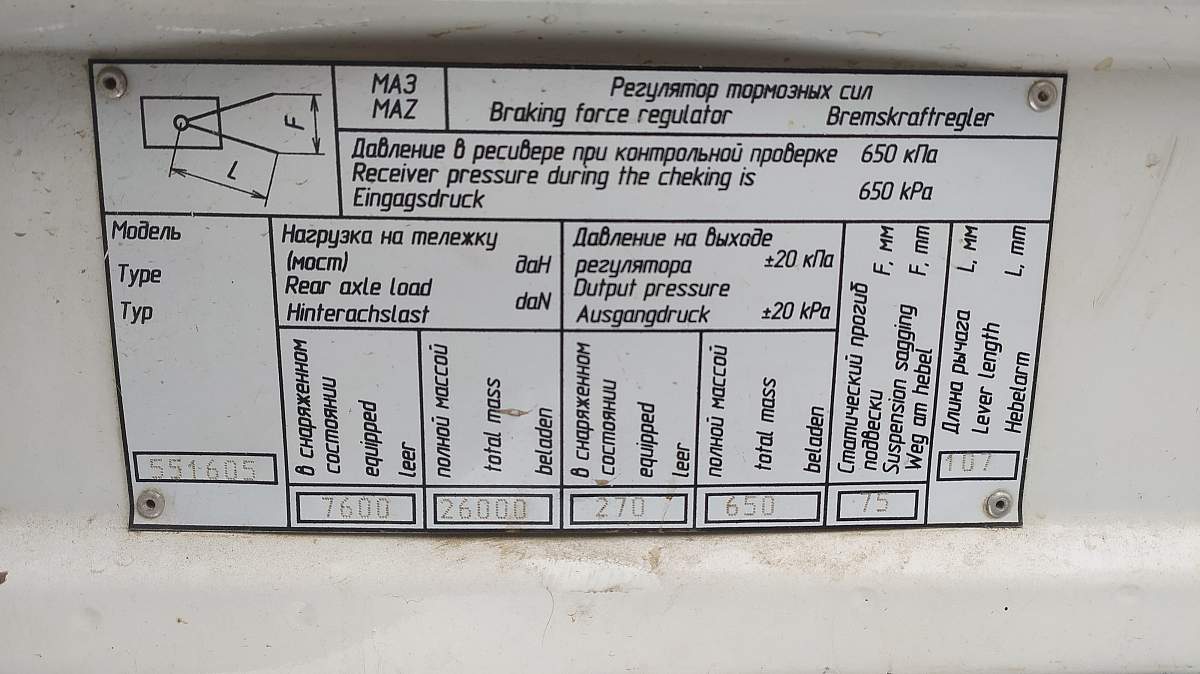 F
L
МАЗ
MAZ
Регулятор тормозных сил
Braking force regulator Bremskraftregler
Давление в ресивере при контрольной проверке 650 кПа
Receiver pressure during the cheking is 650 kPa
Eingagsdruck
Модель
Type
Typ
551605
Нагрузка на тележку
(мост) даН
Rear axle load
Hinterachslast daN
в снаряженном
состоянии
equipped
leer
7600
полной массой
total mass
beladen
26000
Давление на выходе
регулятора ±20 кПа
Output pressure
Ausgangdruck ±20 kPa
в снаряженном
состоянии
equipped
leer
270
полной массой
total mass
beladen
650
Статический прогиб F, мм
подвески
Suspension sagging F, mm
Weg am hebel
75
Длина рычага L, мм
Lever length
Hebelarm L, mm
107